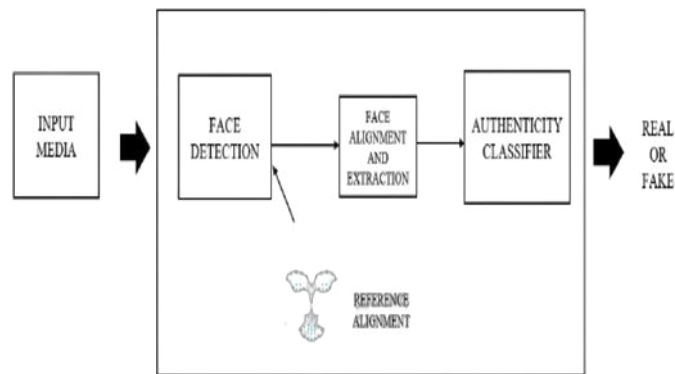 INPUT
MEDIA
FACE
DETECTION
FACE
ALIGNMENT
AND
EXTRACTION
AUTHENTICITY
CLASSIFIER
REAL
OR
FAKE
REFERENCE
ALIGNMENT